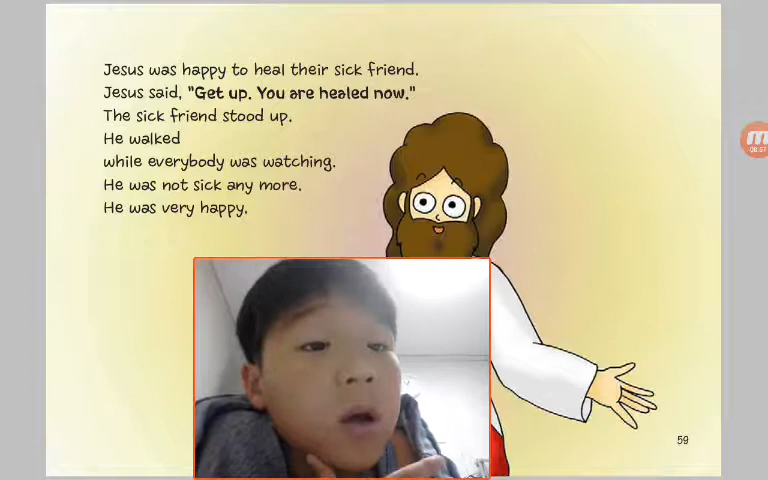 Jesus was happy to heal their sick friend.
Jesus said, "Get up. You are healed now."
The sick friend stood up.
He walked
while everybody was watching.
He was not sick any more.
He was very happy.
08:57
59